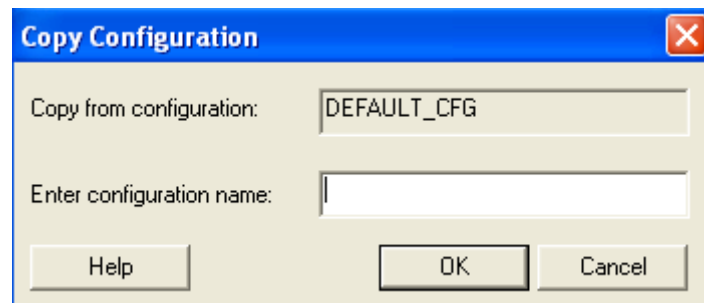 Copy Configuration
Copy from configuration: DEFAULT_CFG
Enter configuration name:
Help OK Cancel